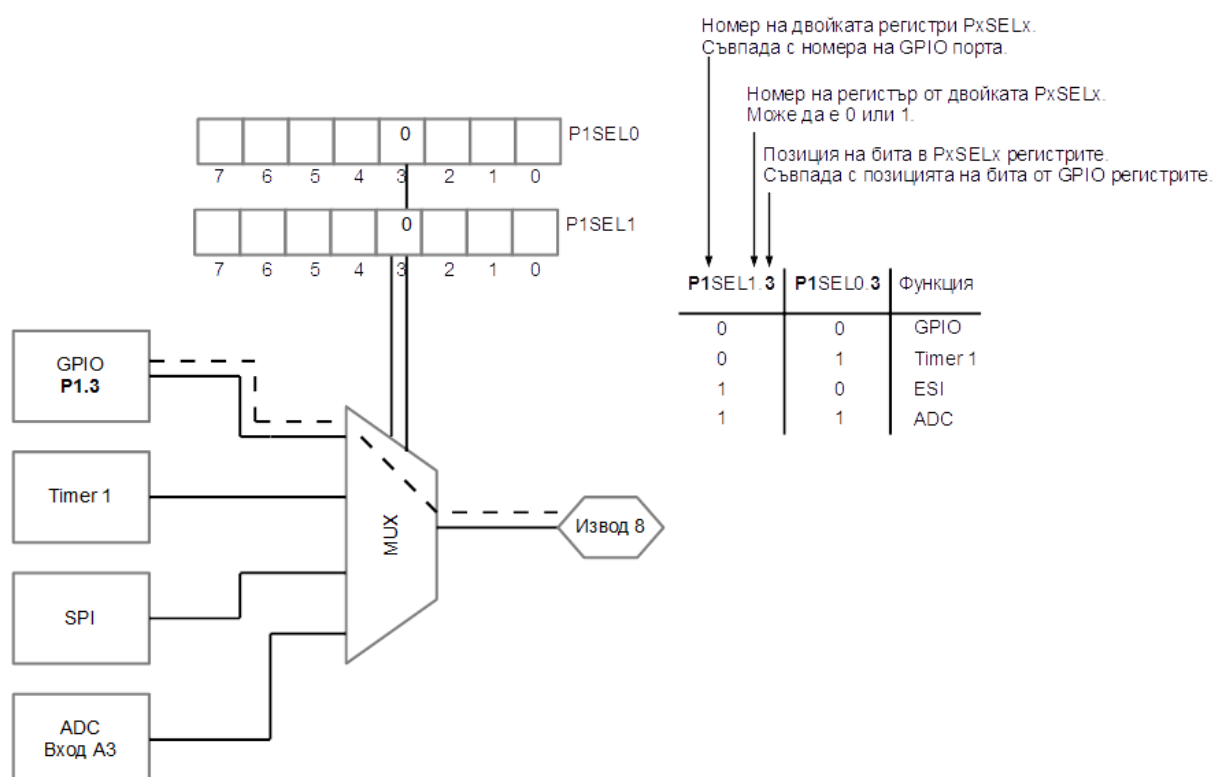 Номер на двойката регистри PxSELx.
Съвпада с номера на GPIO порта.
Номер на регистър от двойката PxSELx.
Може да е 0 или 1.
Позиция на бита в PxSELx регистрите.
Съвпада с позицията на бита от GPIO регистрите.
0 P1SEL0
7 6 5 4 3 2 1 0
0 P1SEL1
7 6 5 4 3 2 1 0
P1SEL1.3 P1SEL0.3 Функция
0 0 GPIO
0 1 Timer 1
1 0 ESI
1 1 ADC
GPIO
P1.3
Timer 1
SPI
ADC
Вход A3
MUX
Извод 8